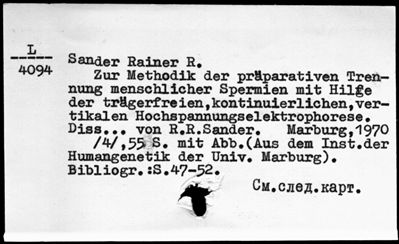 L
4094
Sander Rainer R.
Zur Methodik der präparativen Tren-
nung menschlicher Spermien mit Hilfe
der trägerfreien,kontinuierlichen,ver-
tikalen Hochspannungselektrophorese.
Diss... von R.R.Sander. Marburg,1970
/4/,55 S. mit Abb.(Aus dem Inst.der
Humangenetik der Univ. Marburg).
Bibliogr.:S.47-52.
См.след.карт.